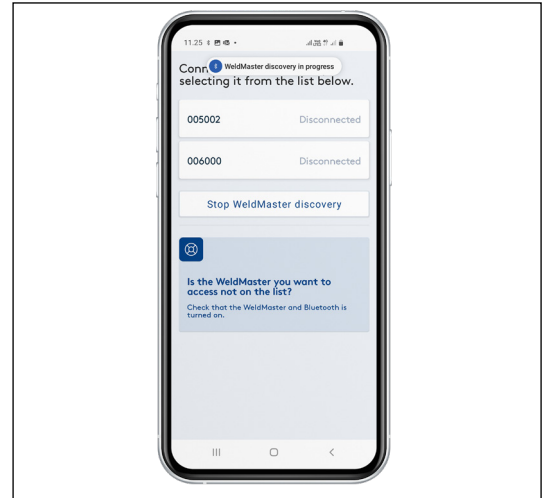 11.25
Conn
WeldMaster discovery in progress
selecting it from the list below.
005002 Disconnected
006000 Disconnected
Stop WeldMaster discovery
Is the WeldMaster you want to
access not on the list?
Check that the WeldMaster and Bluetooth is
turned on.